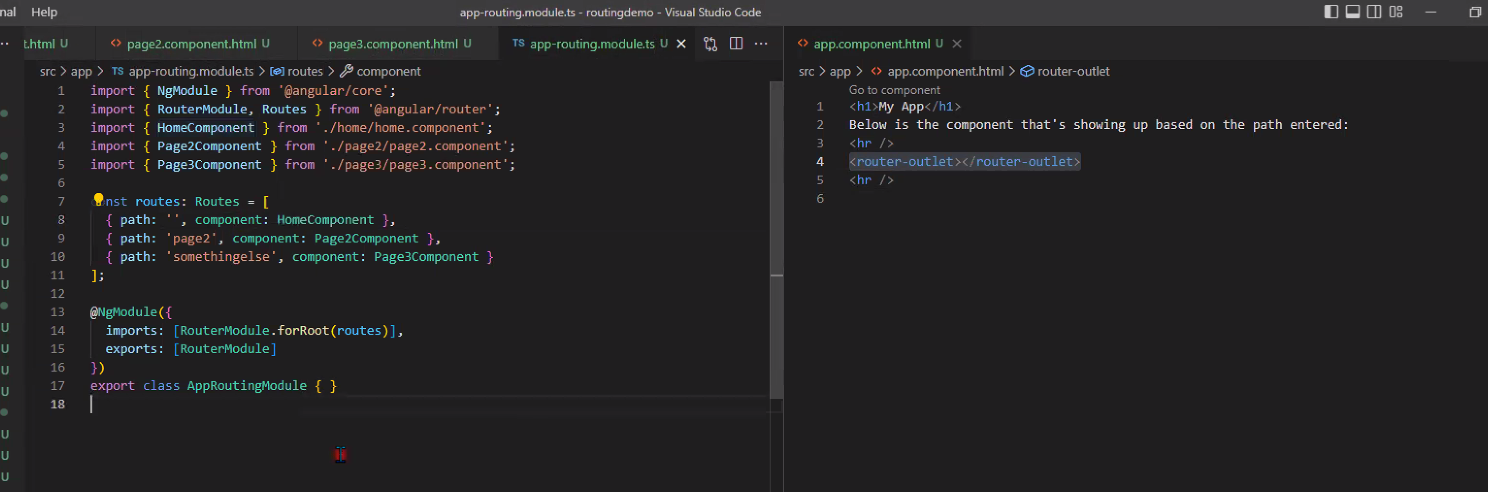 nal Help
app-routing.module.ts - routingdemo - Visual Studio Code
t.html U
page2.component.html U
page3.component.html U
TS app-routing.module.ts U
src > app > TS app-routing.module.ts > routes > component
1 import { NgModule } from '@angular/core';
2 import { RouterModule, Routes } from '@angular/router';
3 import { HomeComponent } from './home/home.component';
4 import { Page2Component } from './page2/page2.component';
5 import { Page3Component } from './page3/page3.component';
6
7 nst routes: Routes = [
8 { path: '', component: HomeComponent },
9 { path: 'page2', component: Page2Component },
10 { path: 'somethingelse', component: Page3Component }
11 ];
12
13 @NgModule({
14 imports: [RouterModule.forRoot(routes)],
15 exports: [RouterModule]
16 })
17 export class AppRoutingModule { }
18
U
U
U
U
U
U
U
U
U
U
U
app.component.html U
src > app > app.component.html > router-outlet
Go to component
1 <h1>My App</h1>
2 Below is the component that's showing up based on the path entered:
3 <hr />
4 <router-outlet></router-outlet>
5 <hr />
6